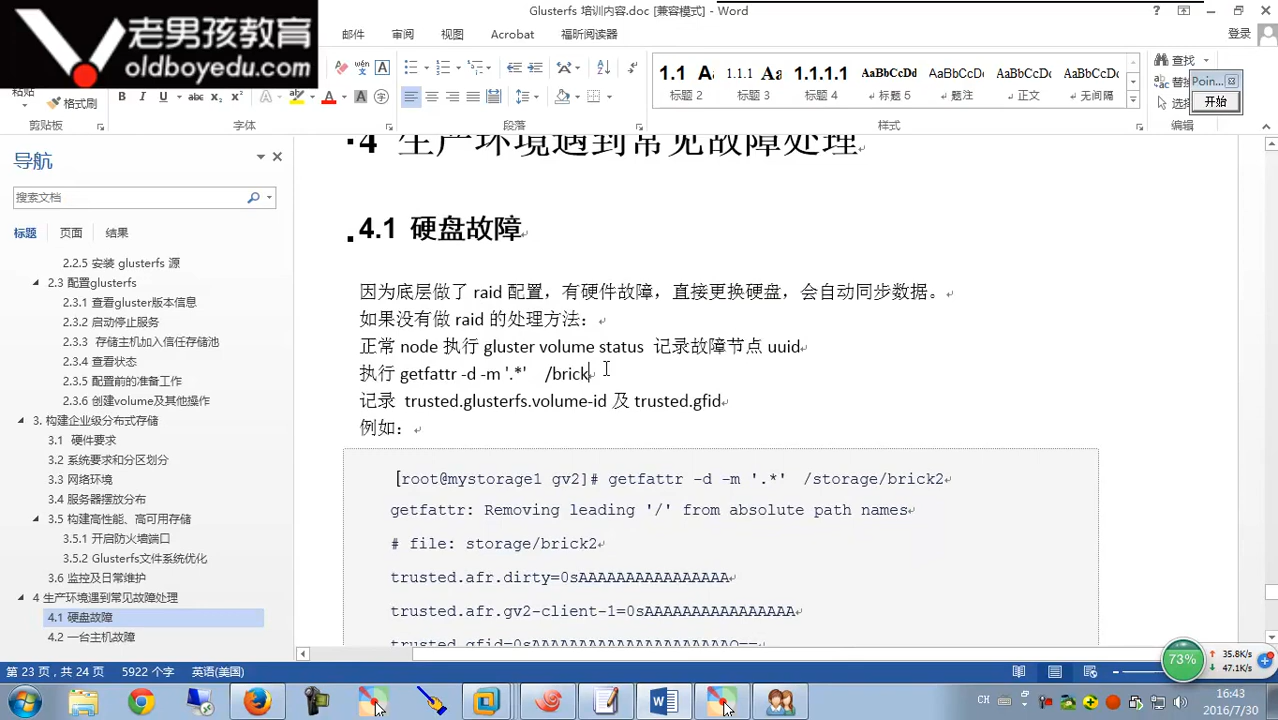 Glusterfs 培训内容.doc [兼容模式] - Word
老男孩教育
oldboyedu.com
邮件 审阅 视图 Acrobat 福昕阅读器 登录
格式刷
1.1 标题 2
1.1.1 标题 3
1.1.1.1 标题 4
AaBbCcDd 标题 5
AaBbCcDd 题注
AaBbCcDd 正文
AaBbCcDd 无间隔
查找
Poin...
开始
剪贴板 字体 段落 样式 编辑
导航
搜索文档
标题 页面 结果
2.2.5 安装 glusterfs 源
2.3 配置glusterfs
2.3.1 查看gluster版本信息
2.3.2 启动停止服务
2.3.3 存储主机加入信任存储池
2.3.4 查看状态
2.3.5 配置前的准备工作
2.3.6 创建volume及其他操作
3. 构建企业级分布式存储
3.1 硬件要求
3.2 系统要求和分区划分
3.3 网络环境
3.4 服务器摆放分布
3.5 构建高性能、高可用存储
3.5.1 开启防火墙端口
3.5.2 Glusterfs文件系统优化
3.6 监控及日常维护
4 生产环境遇到常见故障处理
4.1 硬盘故障
4.2 一台主机故障
4 生产环境遇到常见故障处理
4.1 硬盘故障
因为底层做了 raid 配置，有硬件故障，直接更换硬盘，会自动同步数据。
如果没有做 raid 的处理方法：
正常 node 执行 gluster volume status 记录故障节点 uuid
执行 getfattr -d -m '.*' /brick
记录 trusted.glusterfs.volume-id 及 trusted.gfid
例如：
[root@mystorage1 gv2]# getfattr -d -m '.*' /storage/brick2
getfattr: Removing leading '/' from absolute path names
# file: storage/brick2
trusted.afr.dirty=0sAAAAAAAAAAAAAAAA
trusted.afr.gv2-client-1=0sAAAAAAAAAAAAAAAA
trusted.gfid=0sAAAAAAAAAAAAAAAAAAAAAQ==
第 23 页，共 24 页 5922 个字 英语(美国)
73%
35.8K/s
47.1K/s
CH
16:43
2016/7/30